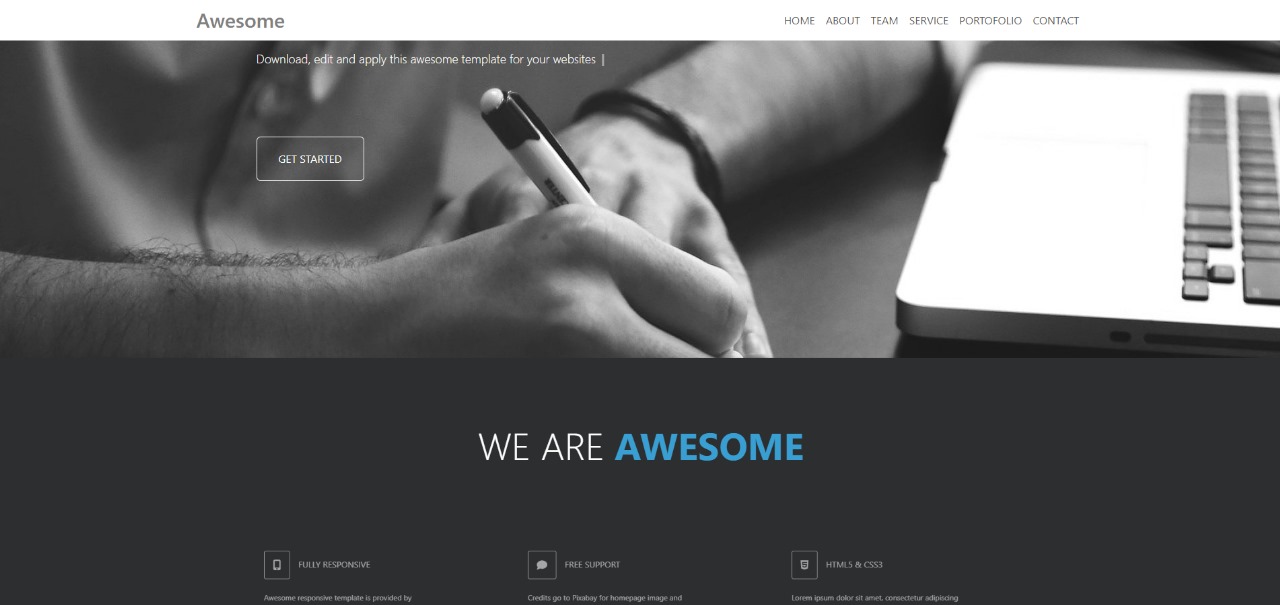 Awesome
HOME ABOUT TEAM SERVICE PORTOFOLIO CONTACT
Download, edit and apply this awesome template for your websites |
GET STARTED
WE ARE AWESOME
FULLY RESPONSIVE
Awesome responsive template is provided by
FREE SUPPORT
Credits go to Pixabay for homepage image and
HTML5 & CSS3
Lorem ipsum dolor sit amet, consectetur adipiscing